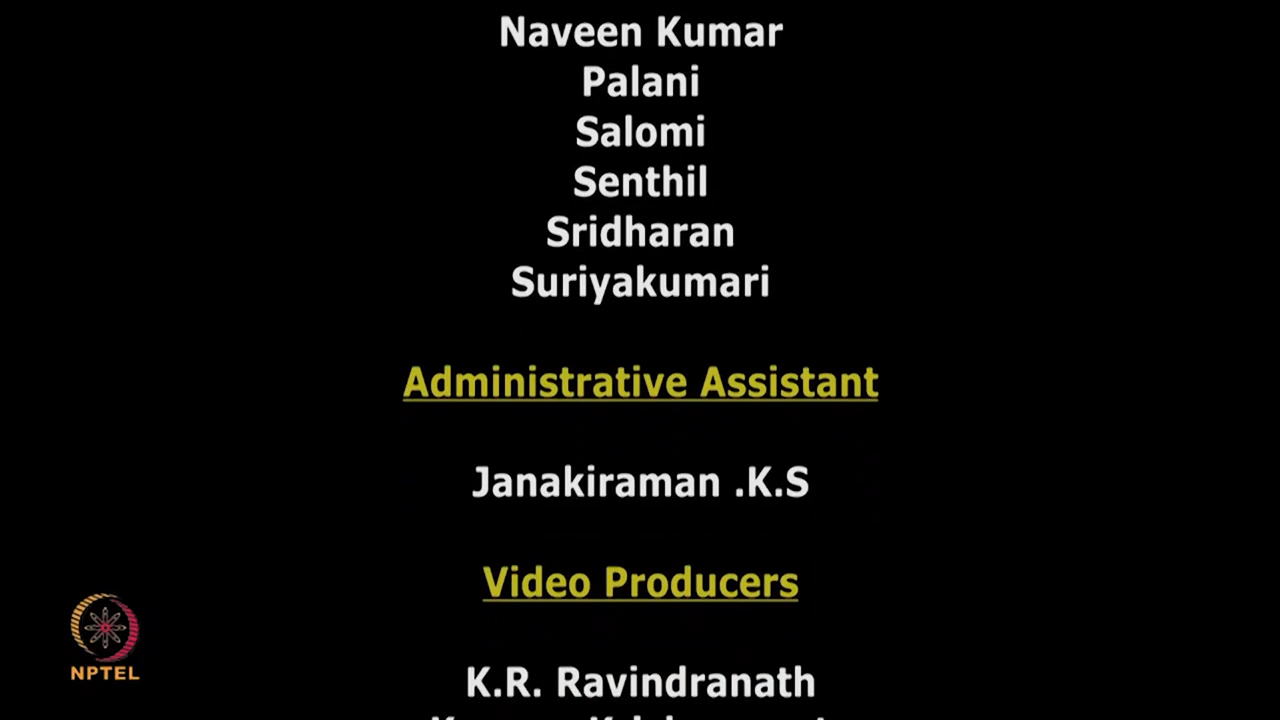 Naveen Kumar
Palani
Salomi
Senthil
Sridharan
Suriyakumari
Administrative Assistant
Janakiraman .K.S
Video Producers
K.R. Ravindranath
NPTEL